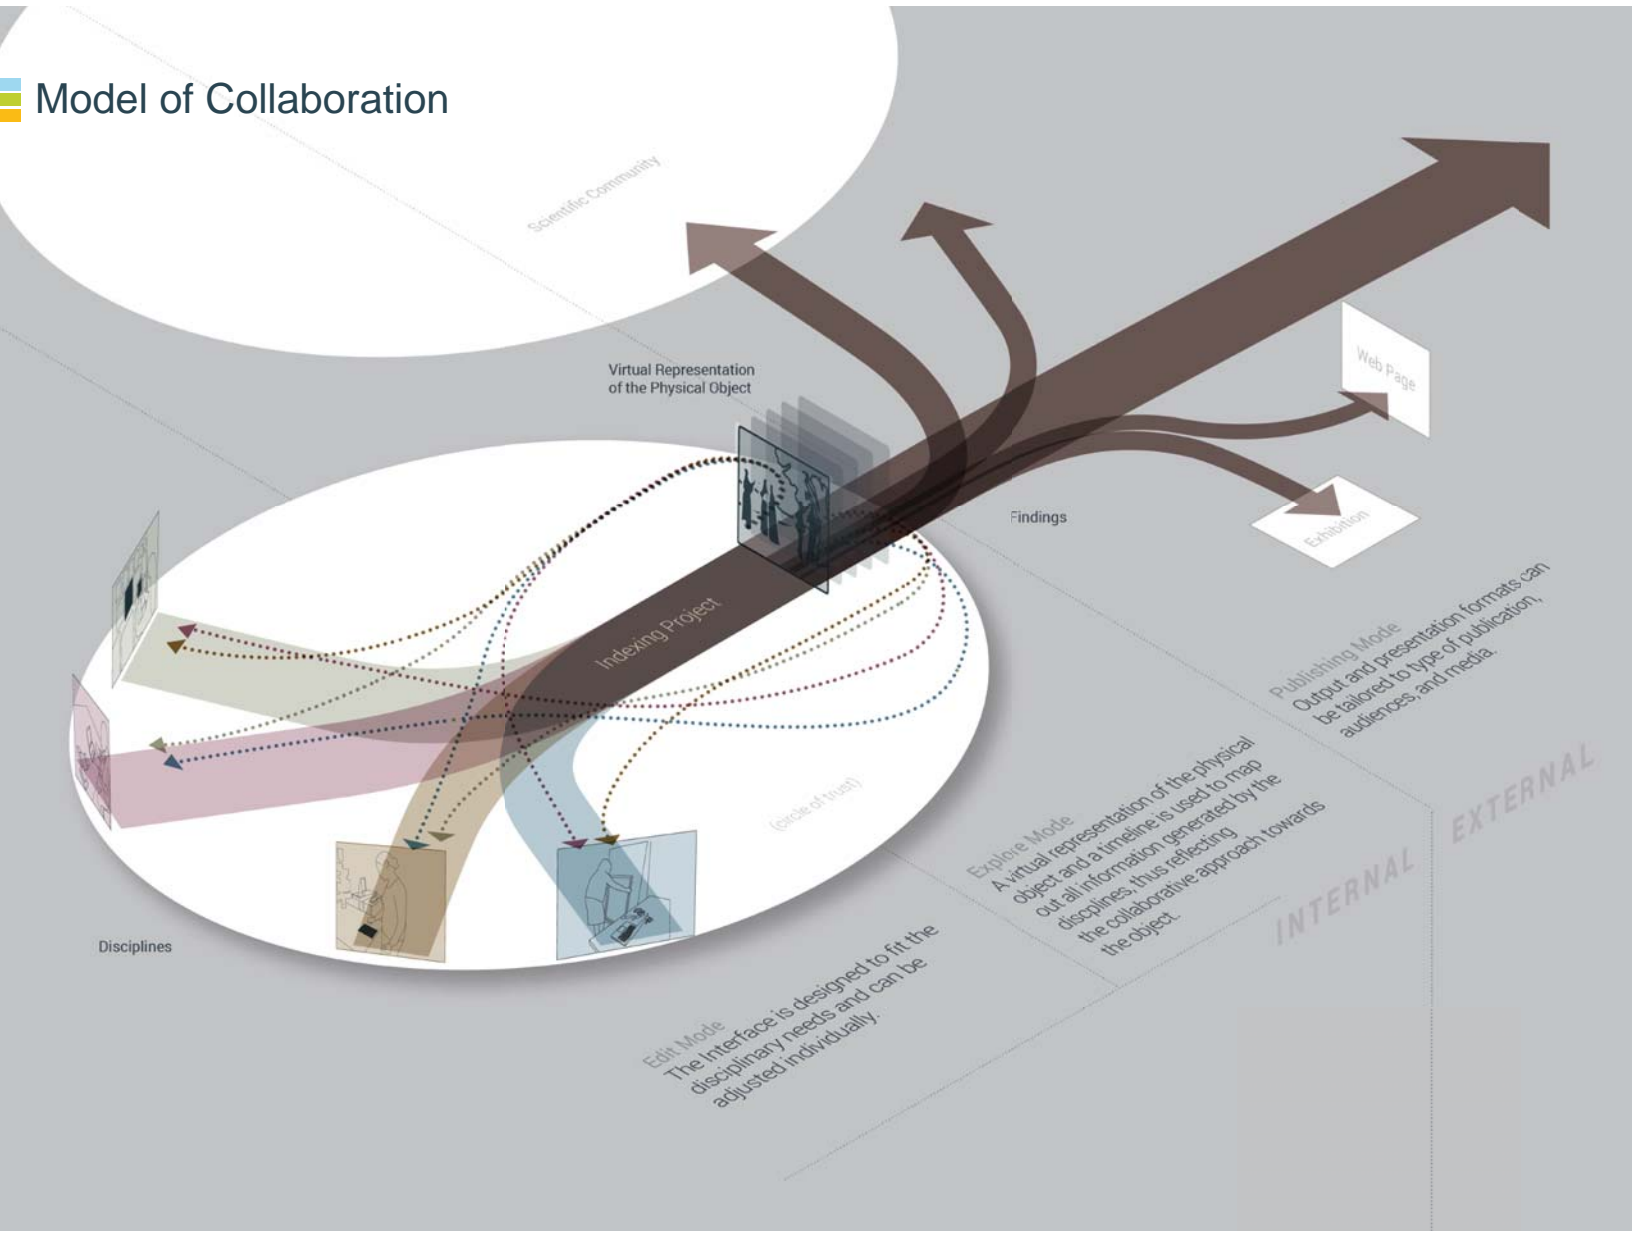 Model of Collaboration
Scientific Community
Virtual Representation
of the Physical Object
Web Page
Findings
Exhibition
Indexing Project
(circle of trust)
Disciplines
Publishing Mode
Output and presentation formats can
be tailored to type of publication,
audiences, and media.
Explore Mode
A virtual representation of the physical
object and a timeline is used to map
out all information generated by the
discplines, thus reflecting
the collaborative approach towards
the object.
Edit Mode
The Interface is designed to fit the
disciplinary needs and can be
adjusted individually.
INTERNAL
EXTERNAL